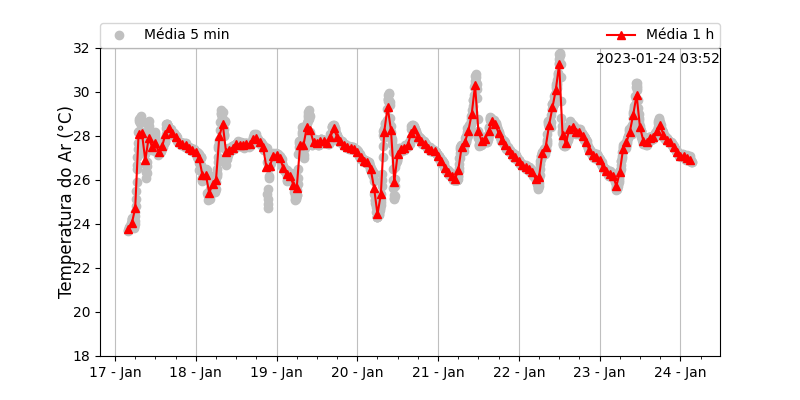 Média 5 min
Média 1 h
2023-01-24 03:52
Temperatura do Ar (°C)
32
30
28
26
24
22
20
18
17 - Jan
18 - Jan
19 - Jan
20 - Jan
21 - Jan
22 - Jan
23 - Jan
24 - Jan